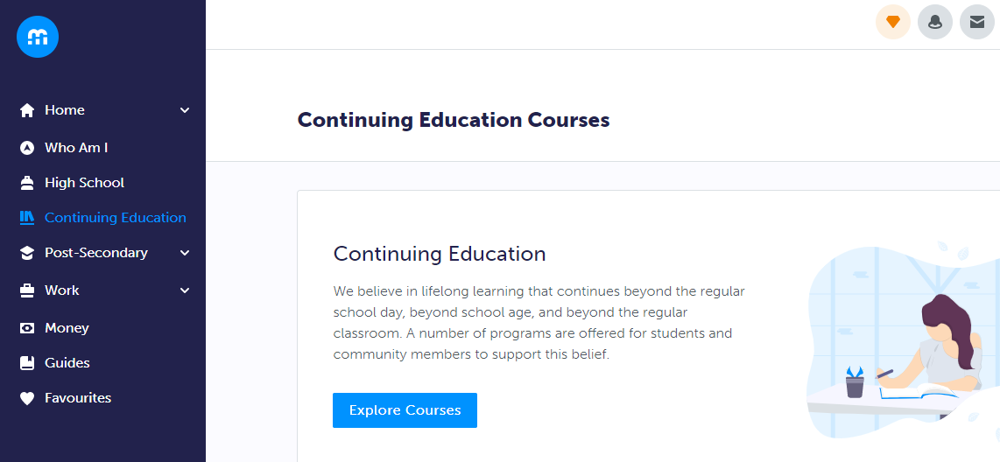 Home
Who Am I
High School
Continuing Education
Post-Secondary
Work
Money
Guides
Favourites
Continuing Education Courses
Continuing Education
We believe in lifelong learning that continues beyond the regular
school day, beyond school age, and beyond the regular
classroom. A number of programs are offered for students and
community members to support this belief.
Explore Courses